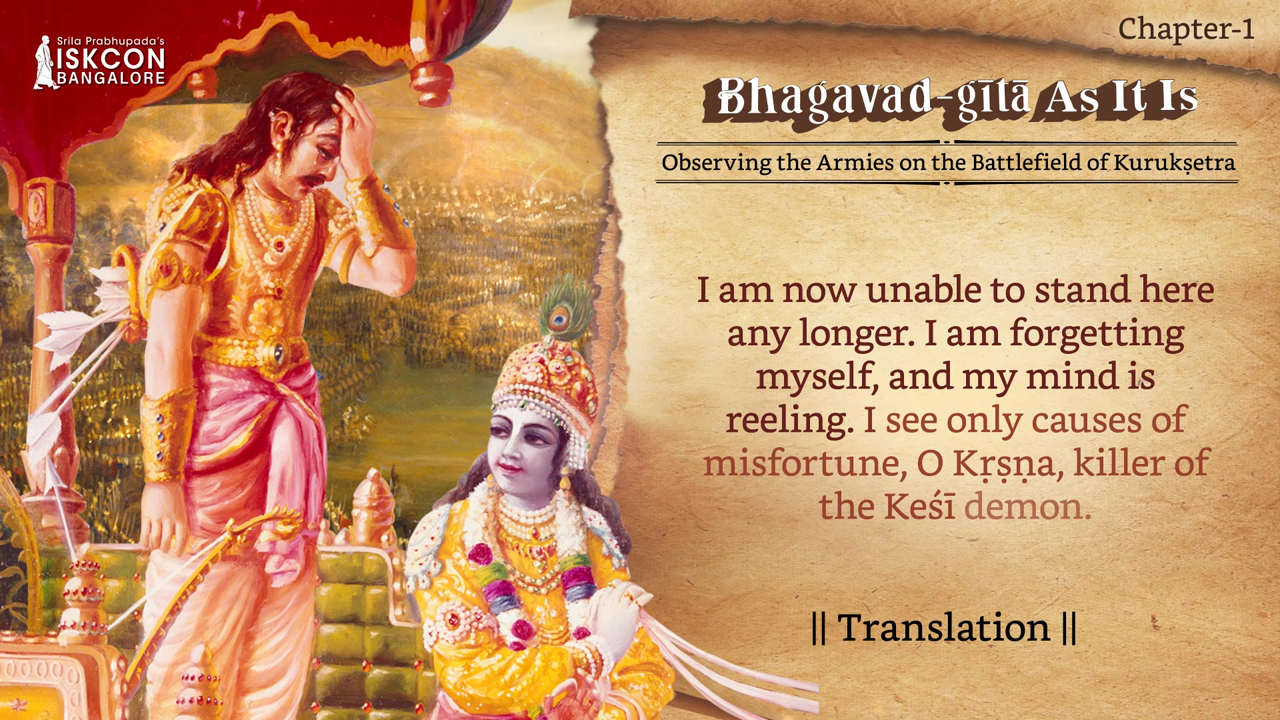 Srila Prabhupada's
ISKCON
BANGALORE
Chapter-1
Bhagavad-gītā As It Is
Observing the Armies on the Battlefield of Kurukṣetra
I am now unable to stand here
any longer. I am forgetting
myself, and my mind is
reeling. I see only causes of
misfortune, O Kṛṣṇa, killer of
the Keśī demon.
|| Translation ||